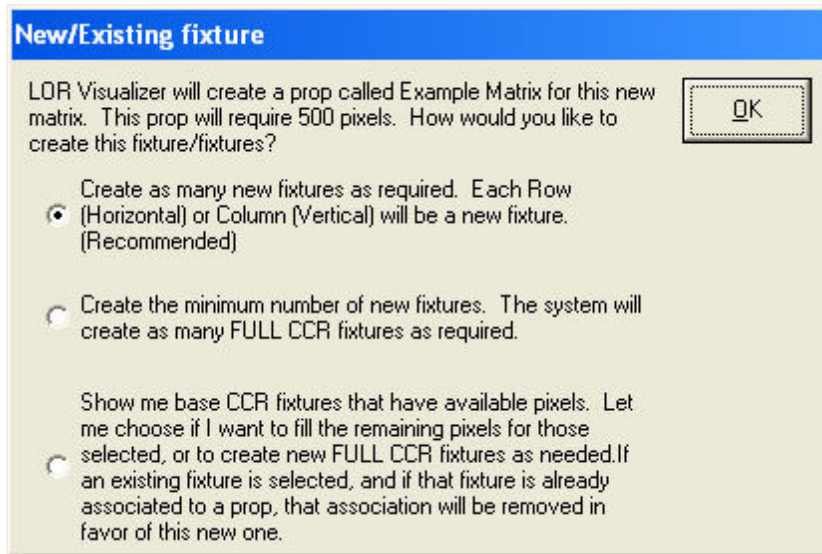 New/Existing fixture
LOR Visualizer will create a prop called Example Matrix for this new
matrix.  This prop will require 500 pixels.  How would you like to
create this fixture/fixtures?
OK
Create as many new fixtures as required.  Each Row
(Horizontal) or Column (Vertical) will be a new fixture.
(Recommended)
Create the minimum number of new fixtures.  The system will
create as many FULL CCR fixtures as required.
Show me base CCR fixtures that have available pixels.  Let
me choose if I want to fill the remaining pixels for those
selected, or to create new FULL CCR fixtures as needed.If
an existing fixture is selected, and if that fixture is already
associated to a prop, that association will be removed in
favor of this new one.